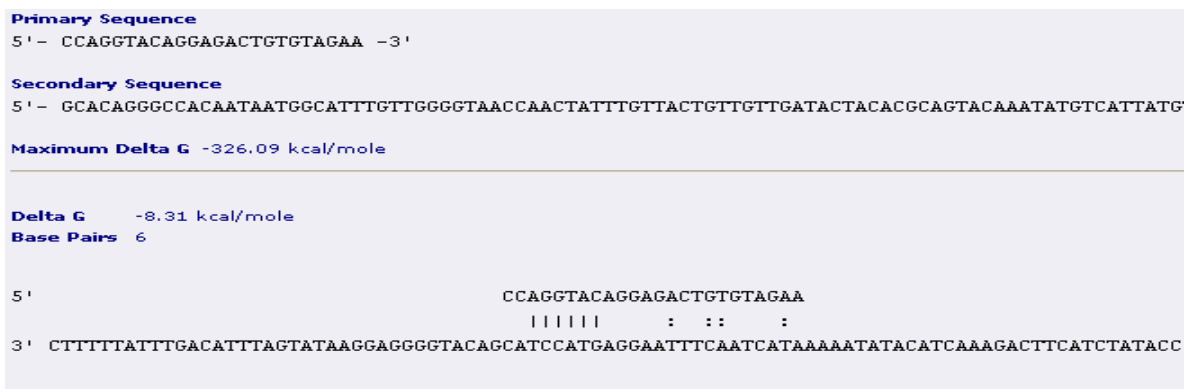 Primary Sequence
5'- CCAGGTACAGGAGACTGTGTAGAA -3'
Secondary Sequence
5'- GCACAGGGCCACAATAATGGCATTTGTTGGGGTAACCAACTATTTGTTACTGTTGTTGATACTACACGCAGTACAAATATGTCATTATG
Maximum Delta G -326.09 kcal/mole
Delta G -8.31 kcal/mole
Base Pairs 6
5' CCAGGTACAGGAGACTGTGTAGAA
|||||| : :: :
3' CTTTTTATTTGACATTTAGTATAAGGAGGGGTACAGCATCCATGAGGAATTTCAATCATAAAAATATACATCAAAGACTTCATCTATACC